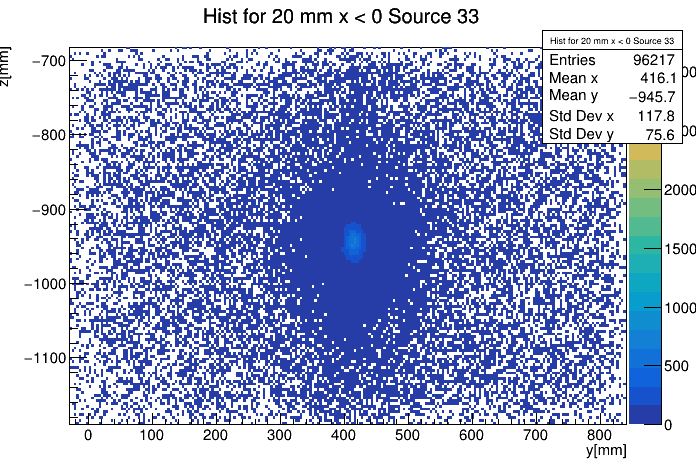 Hist for 20 mm x < 0 Source 33
Hist for 20 mm x < 0 Source 33
Entries 96217
Mean x 416.1
Mean y −945.7
Std Dev x 117.8
Std Dev y 75.6
z[mm]
−700
−800
−900
−1000
−1100
0 100 200 300 400 500 600 700 800
y[mm]
2000
1500
1000
500
0